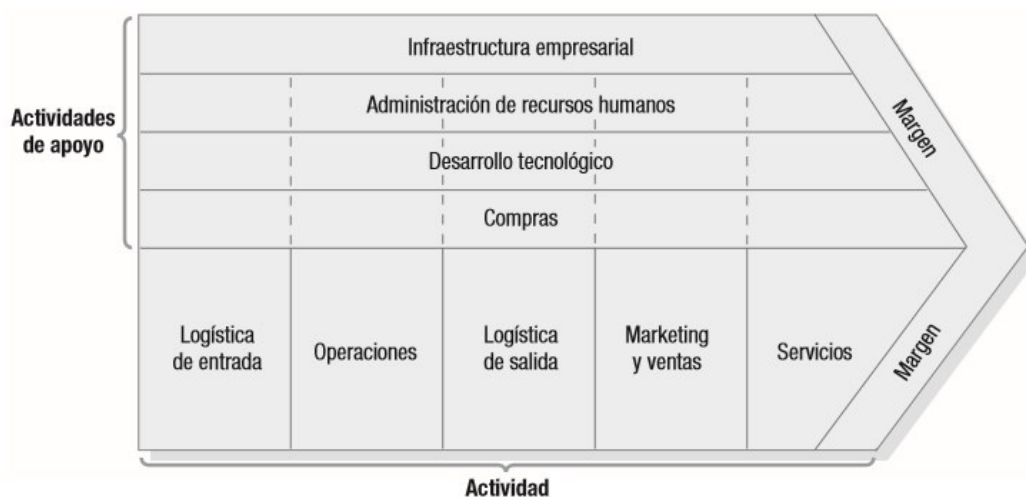 Infraestructura empresarial
Administración de recursos humanos
Actividades
de apoyo
Desarrollo tecnológico
Compras
Margen
Logística
de entrada
Operaciones
Logística
de salida
Marketing
y ventas
Servicios
Margen
Actividad